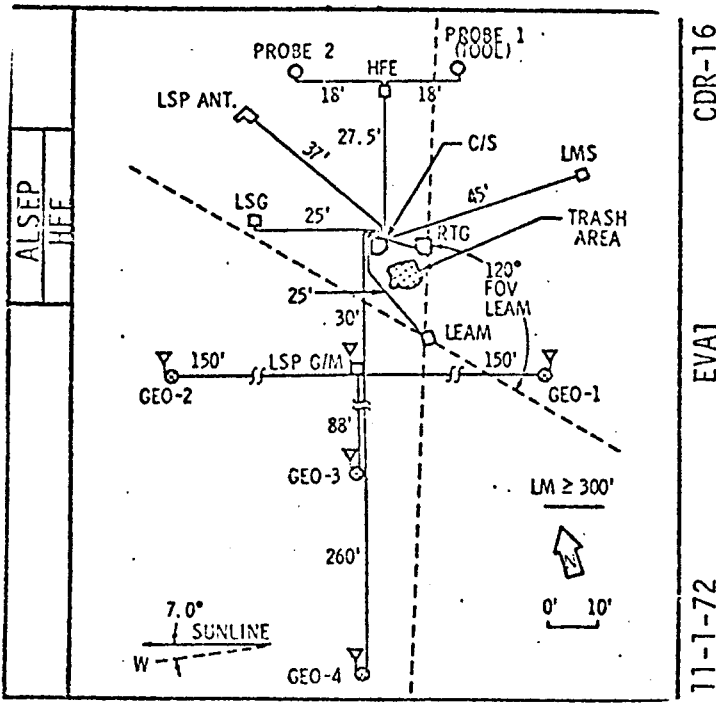 PROBE 2
PROBE 1
(TOOL)
HFE
18'
18'
LSP ANT.
27.5'
C/S
LMS
37'
45'
LSG
25'
RTG
TRASH
AREA
120°
FOV
LEAM
25'
30'
LEAM
150'
LSP G/M
150'
GEO-2
GEO-1
88'
GEO-3
LM ≥ 300'
260'
N
7.0°
SUNLINE
W
0' 10'
GEO-4
ALSEP
HFE
CDR-16
EVA1
11-1-72